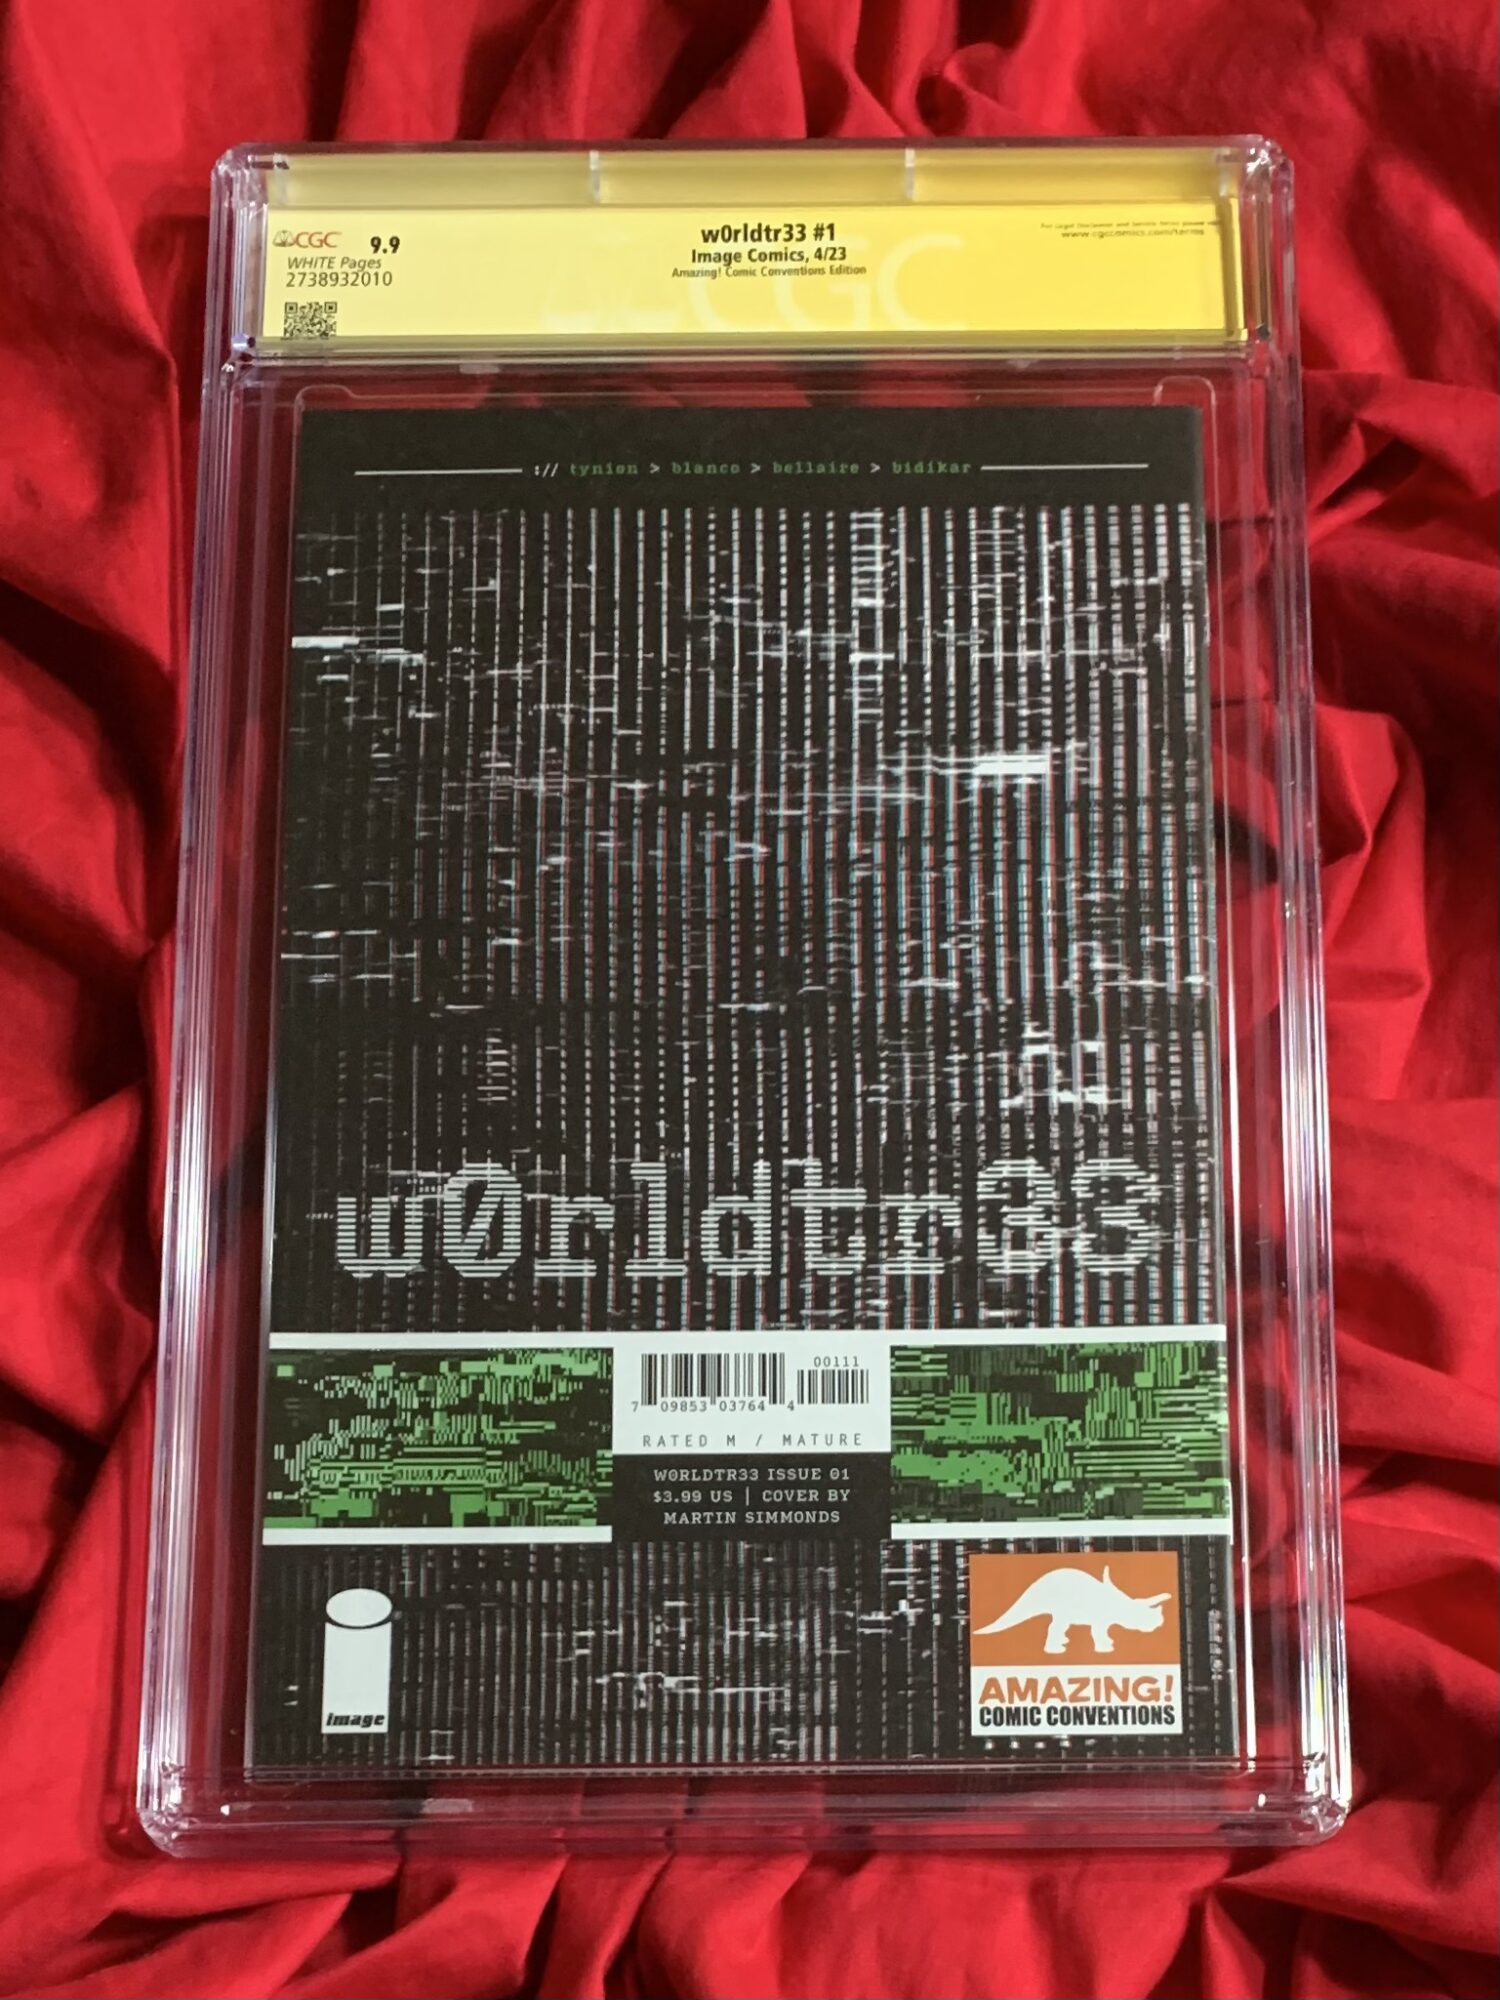 CGC 9.9
WHITE Pages
2738932010
w0rldtr33 #1
Image Comics, 4/23
Amazing! Comic Conventions Edition
www.cgccomics.com/terms
CGC
:// tynion > blanco > bellaire > bidikar
w0rldtr33
00111
7 09853 03764 4
RATED M / MATURE
W0RLDTR33 ISSUE 01
$3.99 US | COVER BY
MARTIN SIMMONDS
image
AMAZING!
COMIC CONVENTIONS